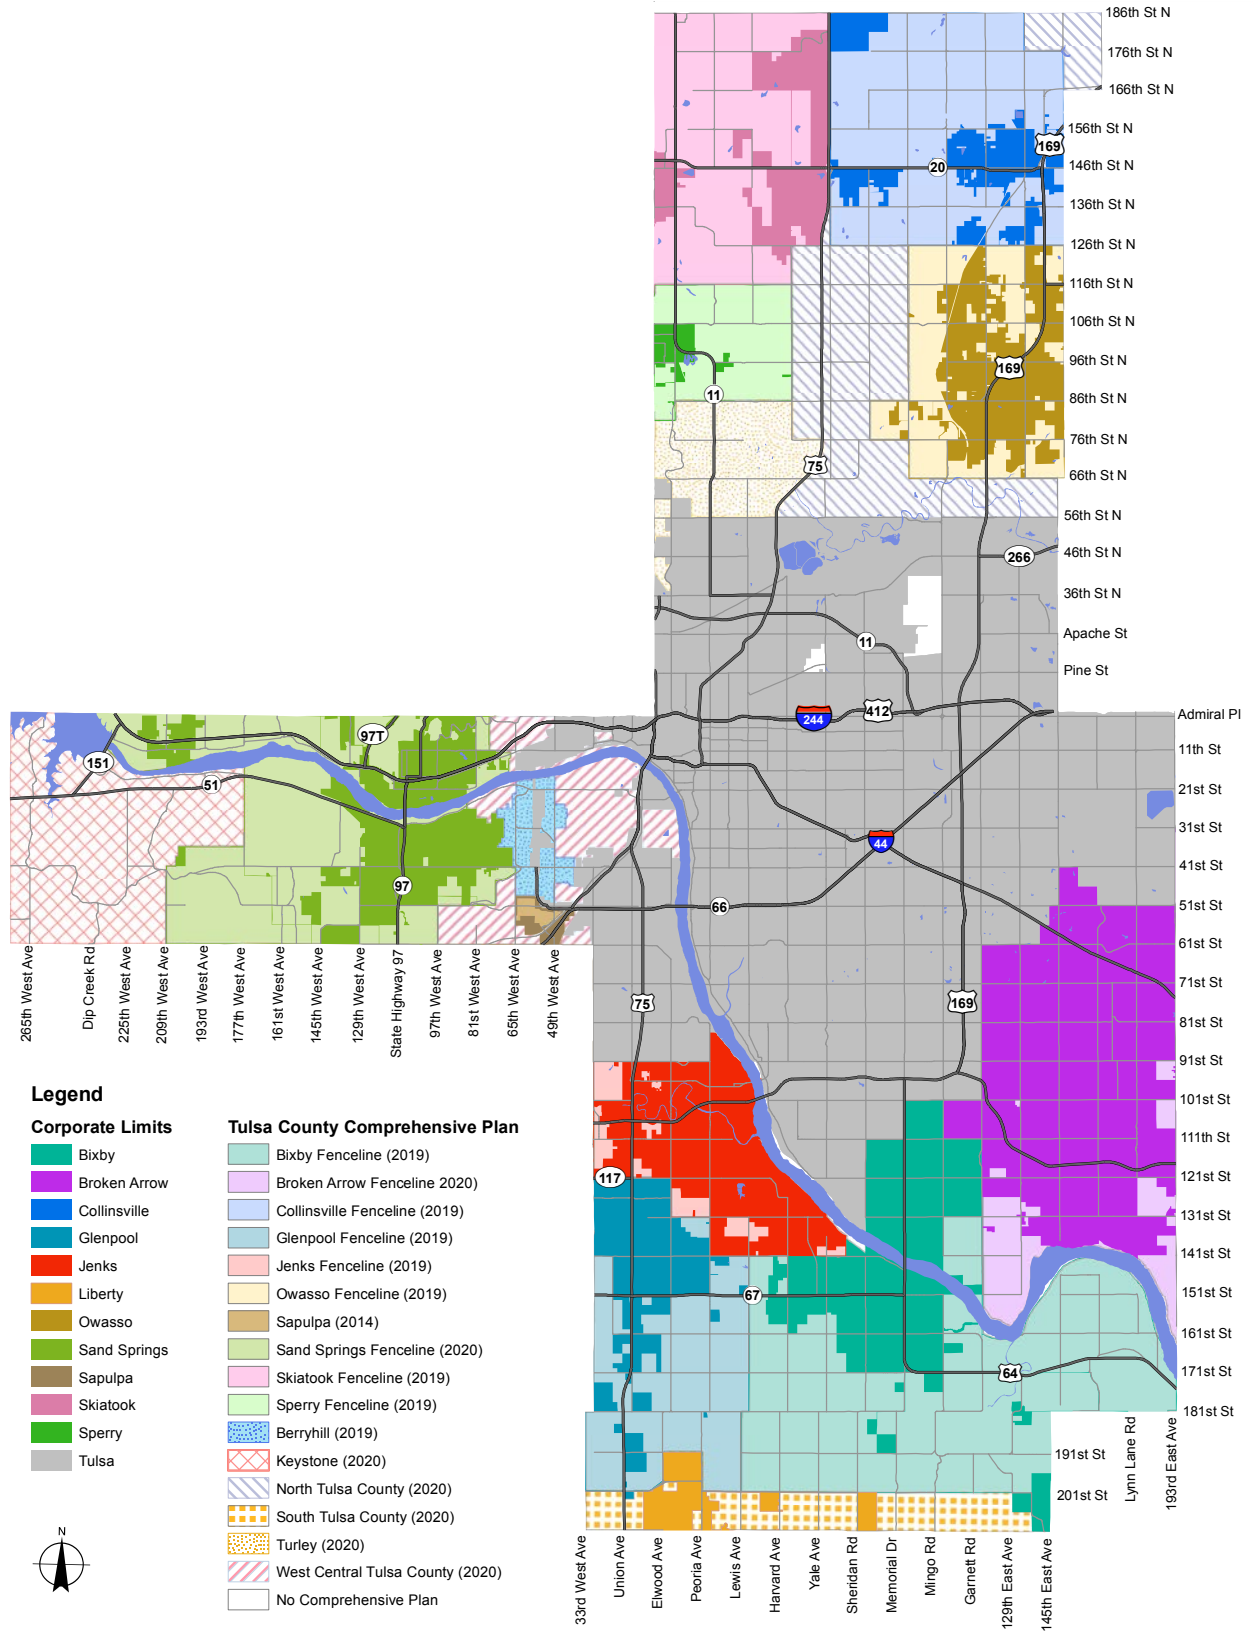 186th St N
176th St N
166th St N
156th St N
169
146th St N
20
136th St N
126th St N
116th St N
106th St N
96th St N
169
86th St N
11
76th St N
75
66th St N
56th St N
46th St N
266
36th St N
Apache St
11
Pine St
Admiral Pl
412
244
97T
11th St
151
51
21st St
31st St
44
41st St
97
66
51st St
61st St
71st St
75
169
81st St
91st St
101st St
111th St
121st St
117
131st St
141st St
151st St
67
161st St
171st St
64
181st St
191st St
201st St
265th West Ave
Dip Creek Rd
225th West Ave
209th West Ave
193rd West Ave
177th West Ave
161st West Ave
145th West Ave
129th West Ave
State Highway 97
97th West Ave
81st West Ave
65th West Ave
49th West Ave
Lynn Lane Rd
193rd East Ave
33rd West Ave
Union Ave
Elwood Ave
Peoria Ave
Lewis Ave
Harvard Ave
Yale Ave
Sheridan Rd
Memorial Dr
Mingo Rd
Garnett Rd
129th East Ave
145th East Ave
Legend
Corporate Limits
Bixby
Broken Arrow
Collinsville
Glenpool
Jenks
Liberty
Owasso
Sand Springs
Sapulpa
Skiatook
Sperry
Tulsa
Tulsa County Comprehensive Plan
Bixby Fenceline (2019)
Broken Arrow Fenceline 2020)
Collinsville Fenceline (2019)
Glenpool Fenceline (2019)
Jenks Fenceline (2019)
Owasso Fenceline (2019)
Sapulpa (2014)
Sand Springs Fenceline (2020)
Skiatook Fenceline (2019)
Sperry Fenceline (2019)
Berryhill (2019)
Keystone (2020)
North Tulsa County (2020)
South Tulsa County (2020)
Turley (2020)
West Central Tulsa County (2020)
No Comprehensive Plan
N